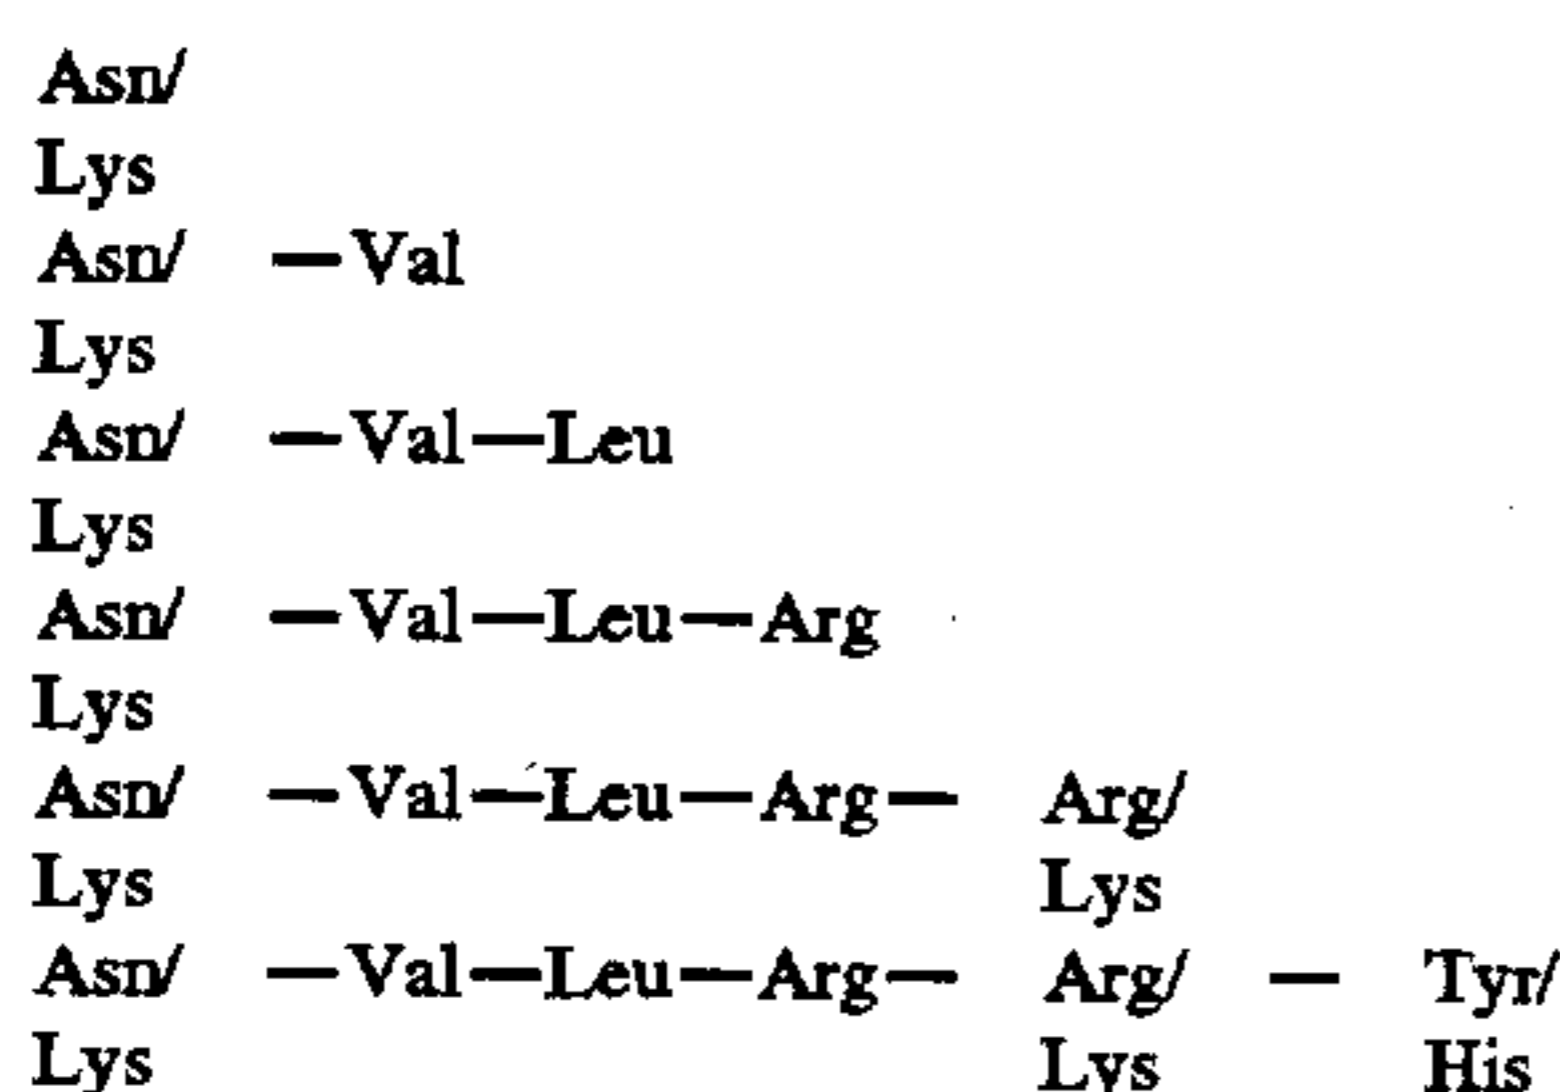 Asn/
Lys
Asn/ —Val
Lys
Asn/ —Val—Leu
Lys
Asn/ —Val—Leu—Arg
Lys
Asn/ —Val—Leu—Arg— Arg/
Lys Lys
Asn/ —Val—Leu—Arg— Arg/ — Tyr/
Lys Lys His